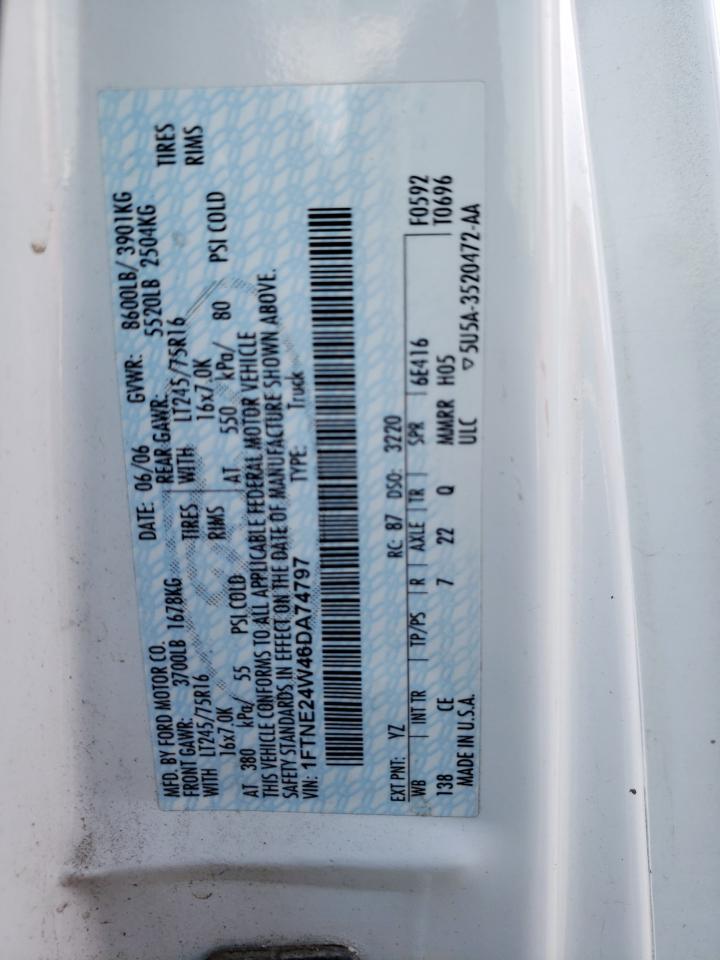 MFD. BY FORD MOTOR CO.
DATE: 06/06 GVWR: 8600LB/ 3901KG
FRONT GAWR: 3700LB 1678KG REAR GAWR: 5520LB 2504KG
WITH LT245/75R16 TIRES WITH LT245/75R16 TIRES
16x7.0K RIMS 16x7.0K RIMS
AT 380 kPa/ 55 PSI COLD AT 550 kPa/ 80 PSI COLD
THIS VEHICLE CONFORMS TO ALL APPLICABLE FEDERAL MOTOR VEHICLE
SAFETY STANDARDS IN EFFECT ON THE DATE OF MANUFACTURE SHOWN ABOVE.
VIN: 1FTNE24W46DA74797 TYPE: Truck
EXT PNT: YZ RC: 87 DSO: 3220 F0592
WB INT TR TP/PS R AXLE TR SPR 6E416 T0696
138 CE 7 22 Q MMRR H05
MADE IN U.S.A. ULC ▽5U5A-3520472-AA